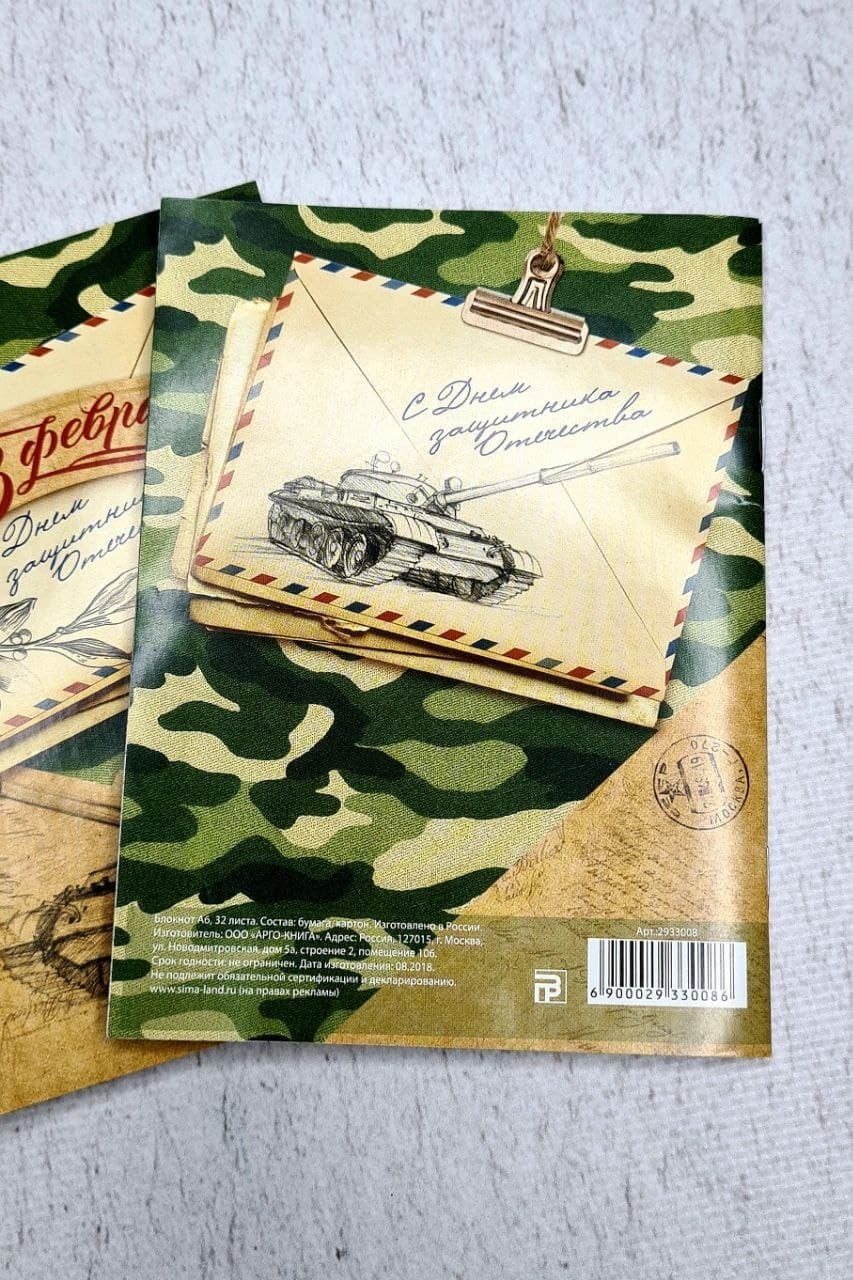 С Днем
защитника
Отечества
февра
Днем
защитни
Отече
МОСКВА Г-270
Блокнот А6, 32 листа. Состав: бумага, картон. Изготовлено в России.
Изготовитель: ООО «АРГО-КНИГА». Адрес: Россия, 127015, г. Москва,
ул. Новодмитровская, дом 5а, строение 2, помещение 106.
Срок годности: не ограничен. Дата изготовления: 08.2018.
Не подлежит обязательной сертификации и декларированию.
www.sima-land.ru (на правах рекламы)
Арт.2933008
6 900029 330086